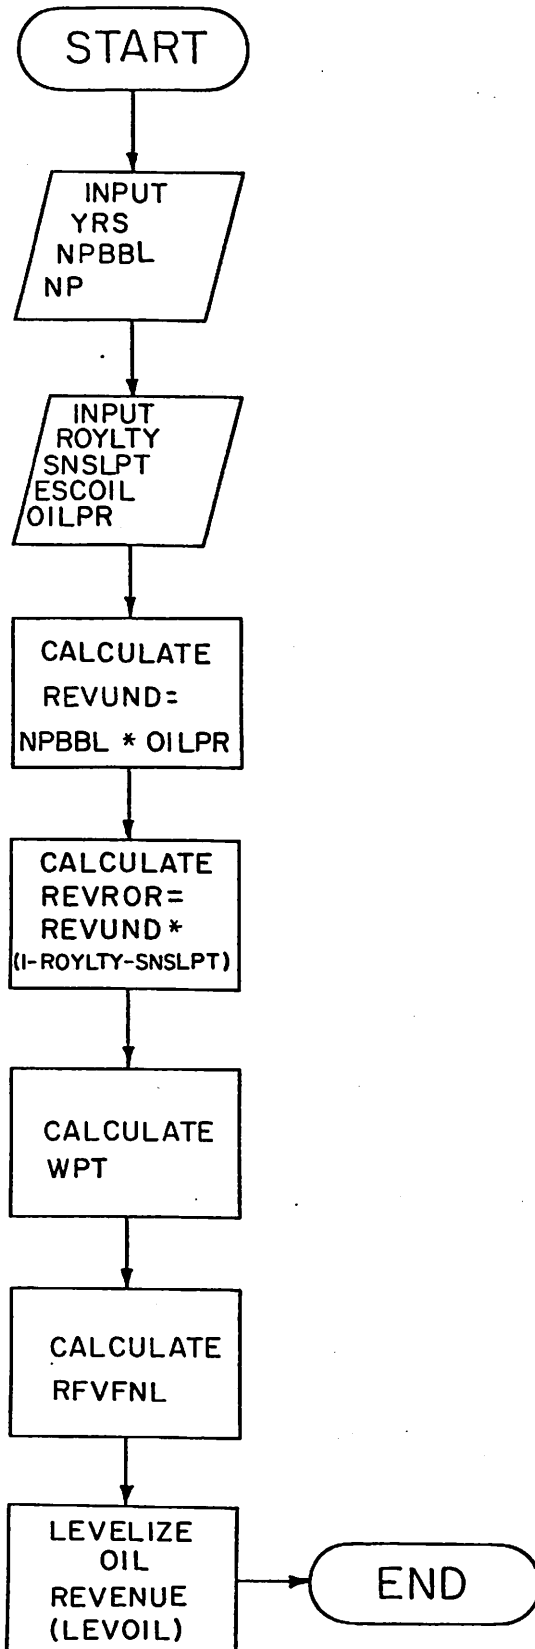 START
INPUT
YRS
NPBBL
NP
INPUT
ROYLTY
SNSLPT
ESCOIL
OILPR
CALCULATE
REVUND=
NPBBL * OILPR
CALCULATE
REVROR=
REVUND *
(1-ROYLTY-SNSLPT)
CALCULATE
WPT
CALCULATE
RFVFNL
LEVELIZE
OIL
REVENUE
(LEVOIL)
END